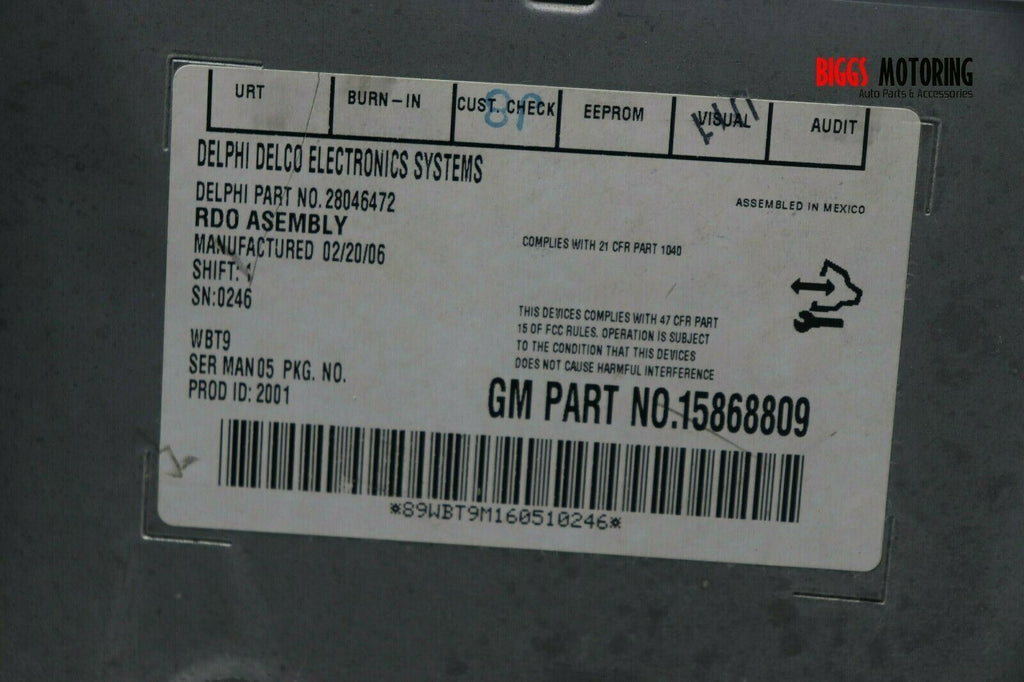 BIGGS MOTORING
Auto Parts & Accessories
URT BURN-IN CUST. CHECK EEPROM VISUAL AUDIT
DELPHI DELCO ELECTRONICS SYSTEMS
DELPHI PART NO. 28046472
ASSEMBLED IN MEXICO
RDO ASEMBLY
MANUFACTURED 02/20/06
COMPLIES WITH 21 CFR PART 1040
SHIFT: 1
SN:0246
THIS DEVICES COMPLIES WITH 47 CFR PART
15 OF FCC RULES. OPERATION IS SUBJECT
TO THE CONDITION THAT THIS DEVICES
DOES NOT CAUSE HARMFUL INTERFERENCE
WBT9
SER MAN05 PKG. NO.
PROD ID: 2001
GM PART NO.15868809
*89WBT9M160510246*